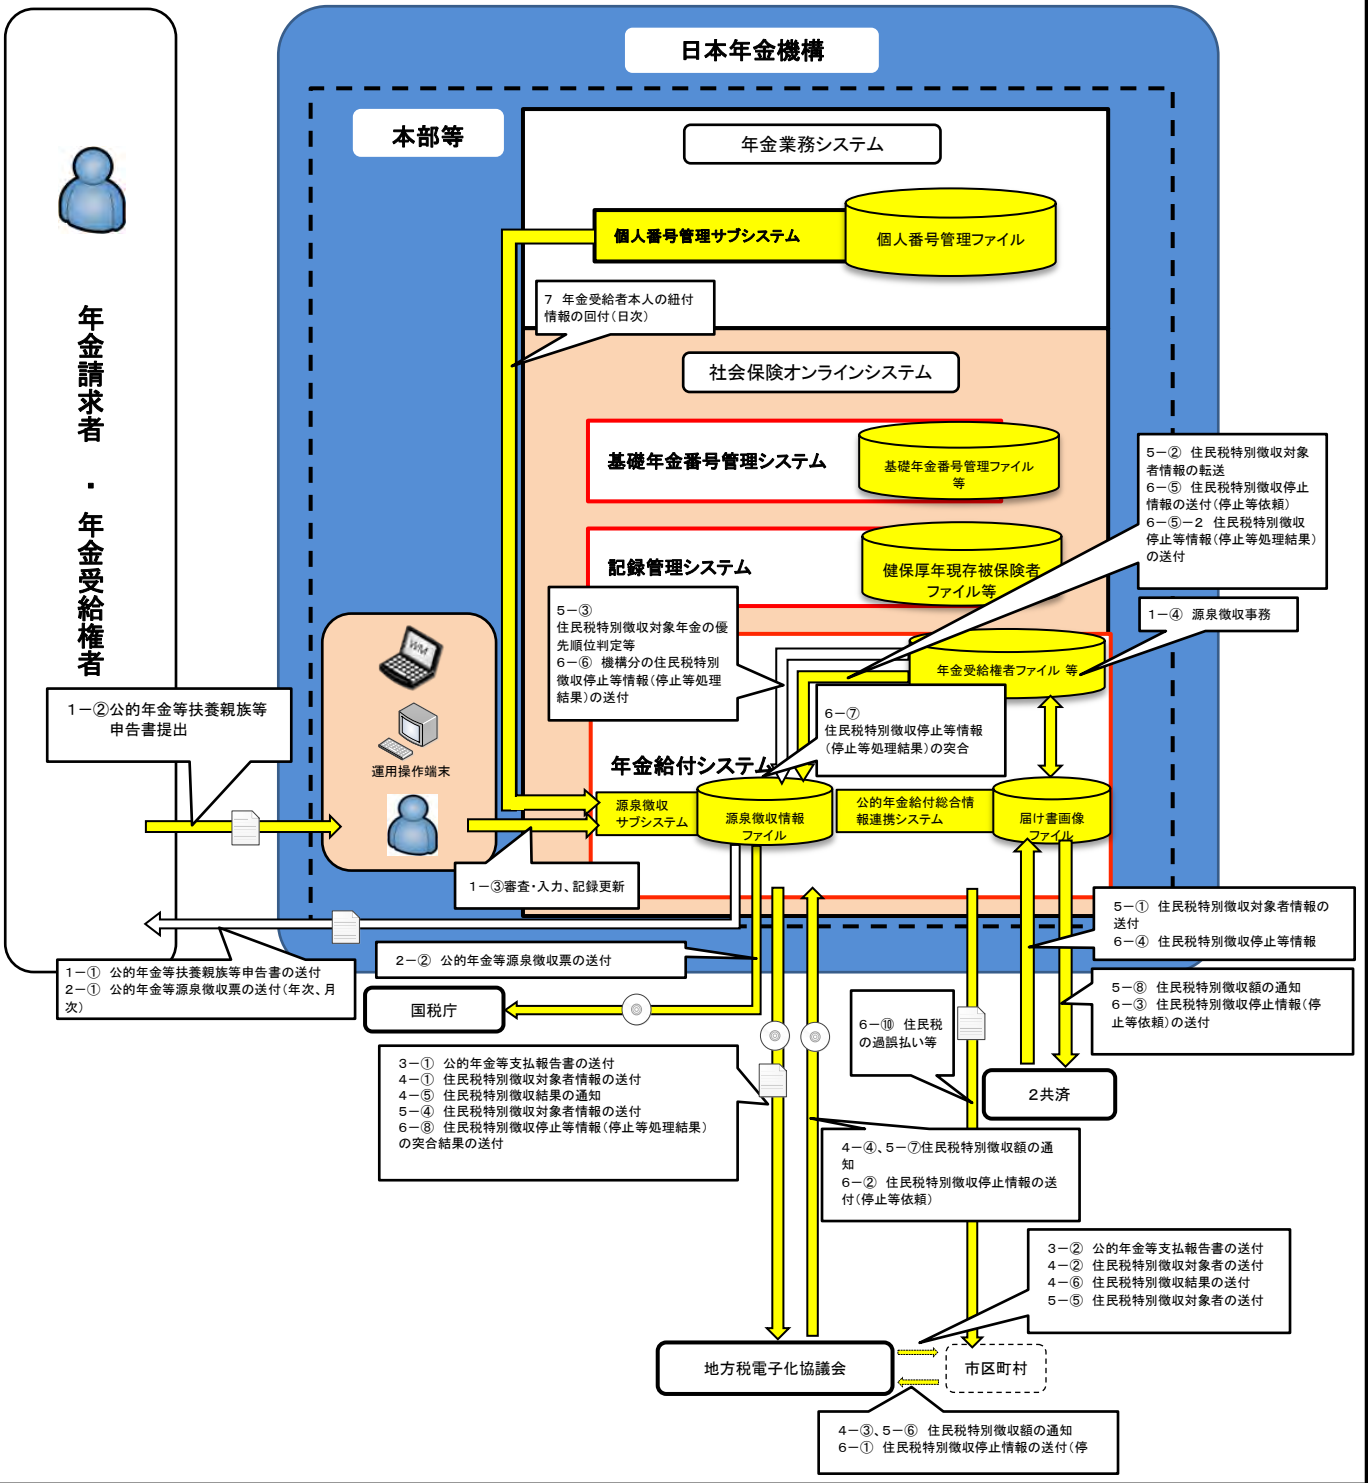 日本年金機構
本部等
年金業務システム
個人番号管理サブシステム
個人番号管理ファイル
7　年金受給者本人の紐付
情報の回付(日次)
社会保険オンラインシステム
基礎年金番号管理システム
基礎年金番号管理ファイル
等
5－②　住民税特別徴収対象
者情報の転送
6－⑤　住民税特別徴収停止
情報の送付(停止等依頼)
6－⑤－2　住民税特別徴収
停止等情報(停止等処理結果)
の送付
記録管理システム
健保厚年現存被保険者
ファイル等
5－③
住民税特別徴収対象年金の優
先順位判定等
6－⑥　機構分の住民税特別
徴収停止等情報(停止等処理
結果)の送付
1－④　源泉徴収事務
年金受給権者ファイル 等
年金請求者　・　年金受給権者
1－②公的年金等扶養親族等
申告書提出
WM
運用操作端末
6－⑦
住民税特別徴収停止等情報
(停止等処理結果)の突合
年金給付システム
源泉徴収
サブシステム
源泉徴収情報
ファイル
公的年金給付総合情
報連携システム
届け書画像
ファイル
1－③審査・入力、記録更新
5－①　住民税特別徴収対象者情報の
送付
6－④　住民税特別徴収停止等情報
1－①　公的年金等扶養親族等申告書の送付
2－①　公的年金等源泉徴収票の送付(年次、月
次)
2－②　公的年金等源泉徴収票の送付
国税庁
5－⑧　住民税特別徴収額の通知
6－③　住民税特別徴収停止情報(停
止等依頼)の送付
6－⑩　住民税
の過誤払い等
3－①　公的年金等支払報告書の送付
4－①　住民税特別徴収対象者情報の送付
4－⑤　住民税特別徴収結果の通知
5－④　住民税特別徴収対象者情報の送付
6－⑧　住民税特別徴収停止等情報(停止等処理結果)
の突合結果の送付
2共済
4－④、5－⑦住民税特別徴収額の通
知
6－②　住民税特別徴収停止情報の送
付(停止等依頼)
3－②　公的年金等支払報告書の送付
4－②　住民税特別徴収対象者の送付
4－⑥　住民税特別徴収結果の送付
5－⑤　住民税特別徴収対象者の送付
地方税電子化協議会
市区町村
4－③、5－⑥　住民税特別徴収額の通知
6－①　住民税特別徴収停止情報の送付(停